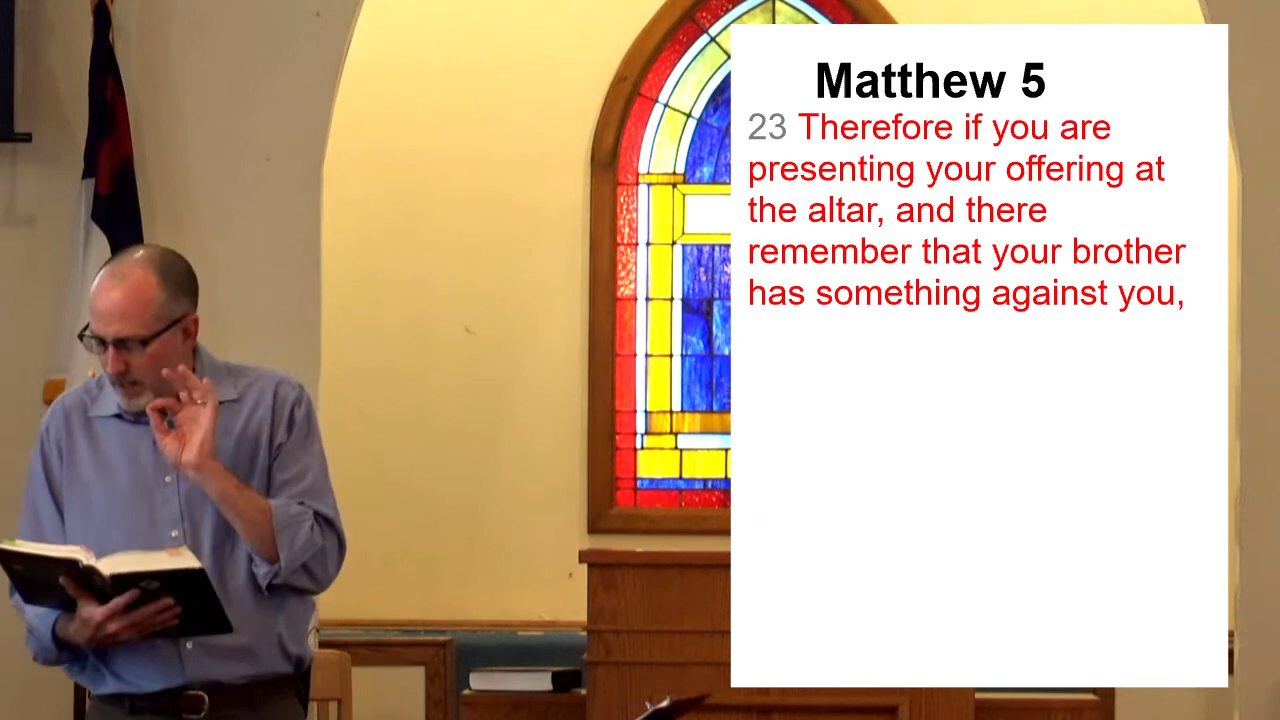 Matthew 5
23 Therefore if you are
presenting your offering at
the altar, and there
remember that your brother
has something against you,